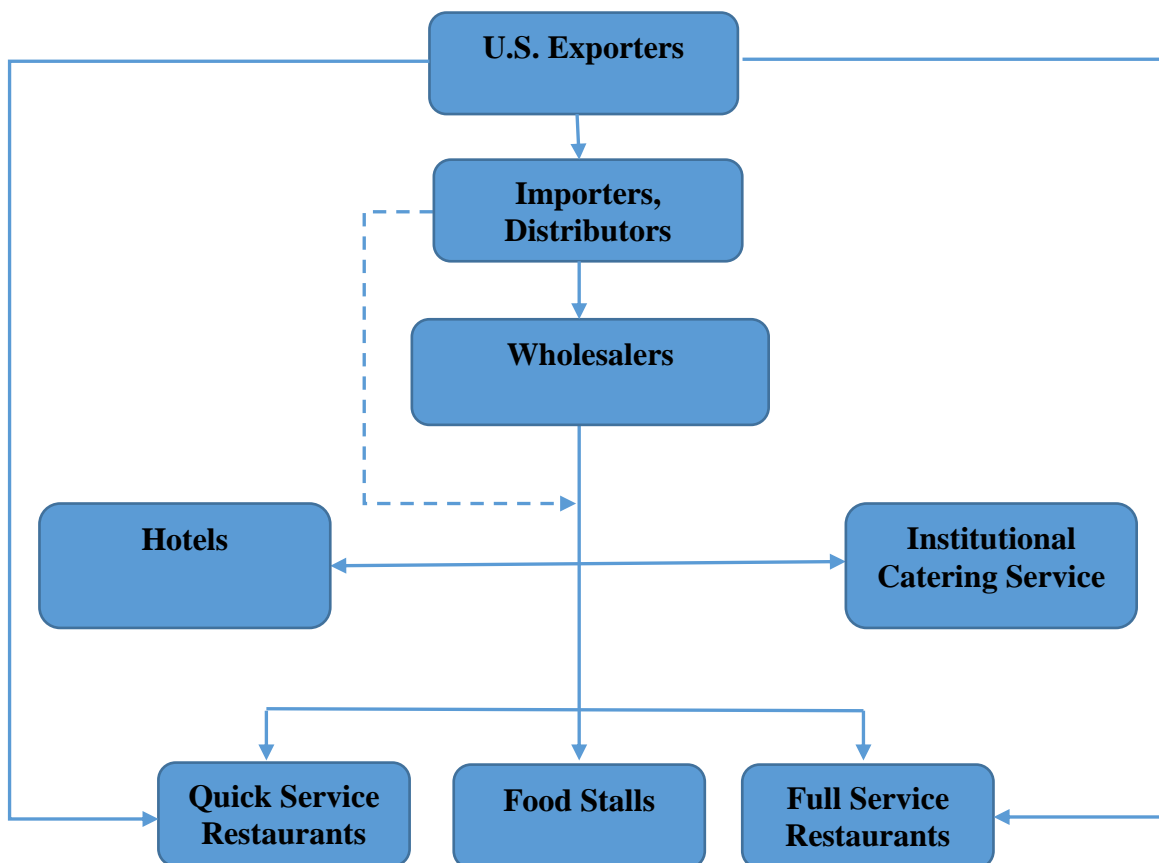 U.S. Exporters
Importers,
Distributors
Wholesalers
Hotels
Institutional
Catering Service
Quick Service
Restaurants
Food Stalls
Full Service
Restaurants